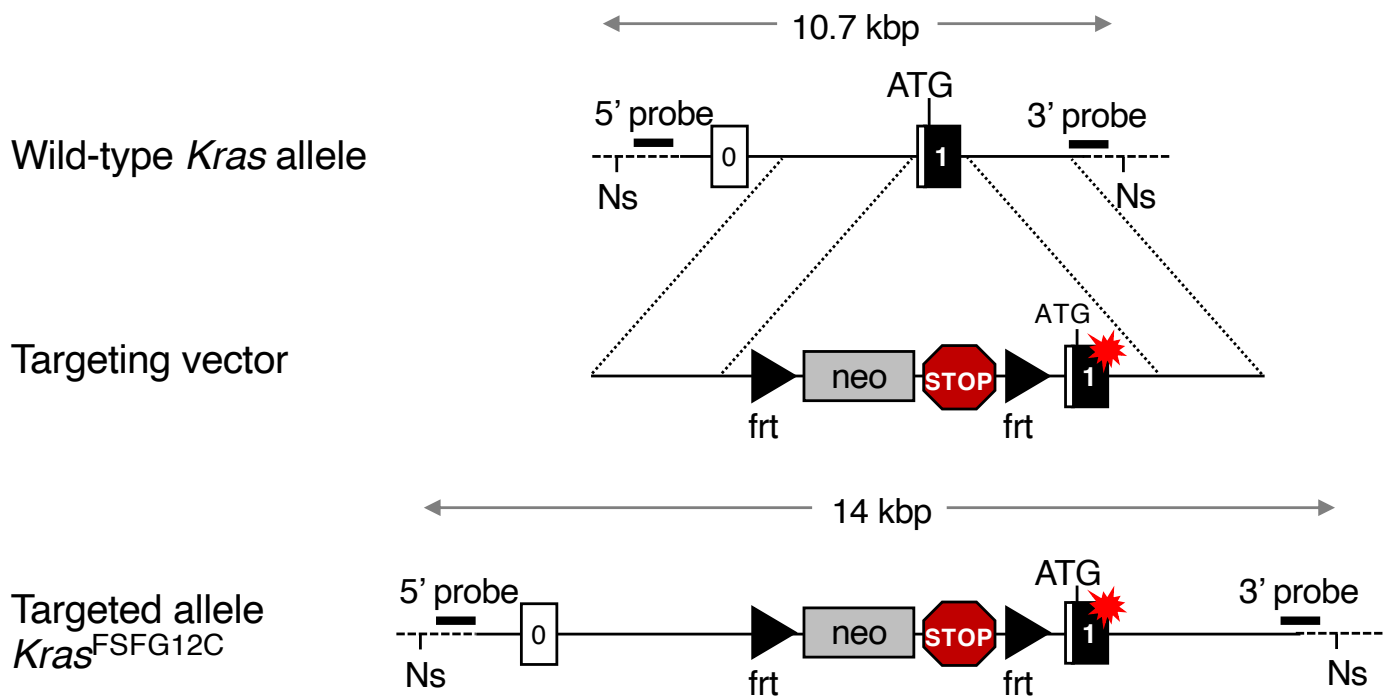 10.7 kbp
ATG
5’ probe
3’ probe
Wild-type Kras allele
0
1
Ns
Ns
ATG
Targeting vector
neo
STOP
1
frt
frt
14 kbp
ATG
5’ probe
3’ probe
Targeted allele
0
neo
STOP
1
KrasFSFG12C
Ns
frt
frt
Ns